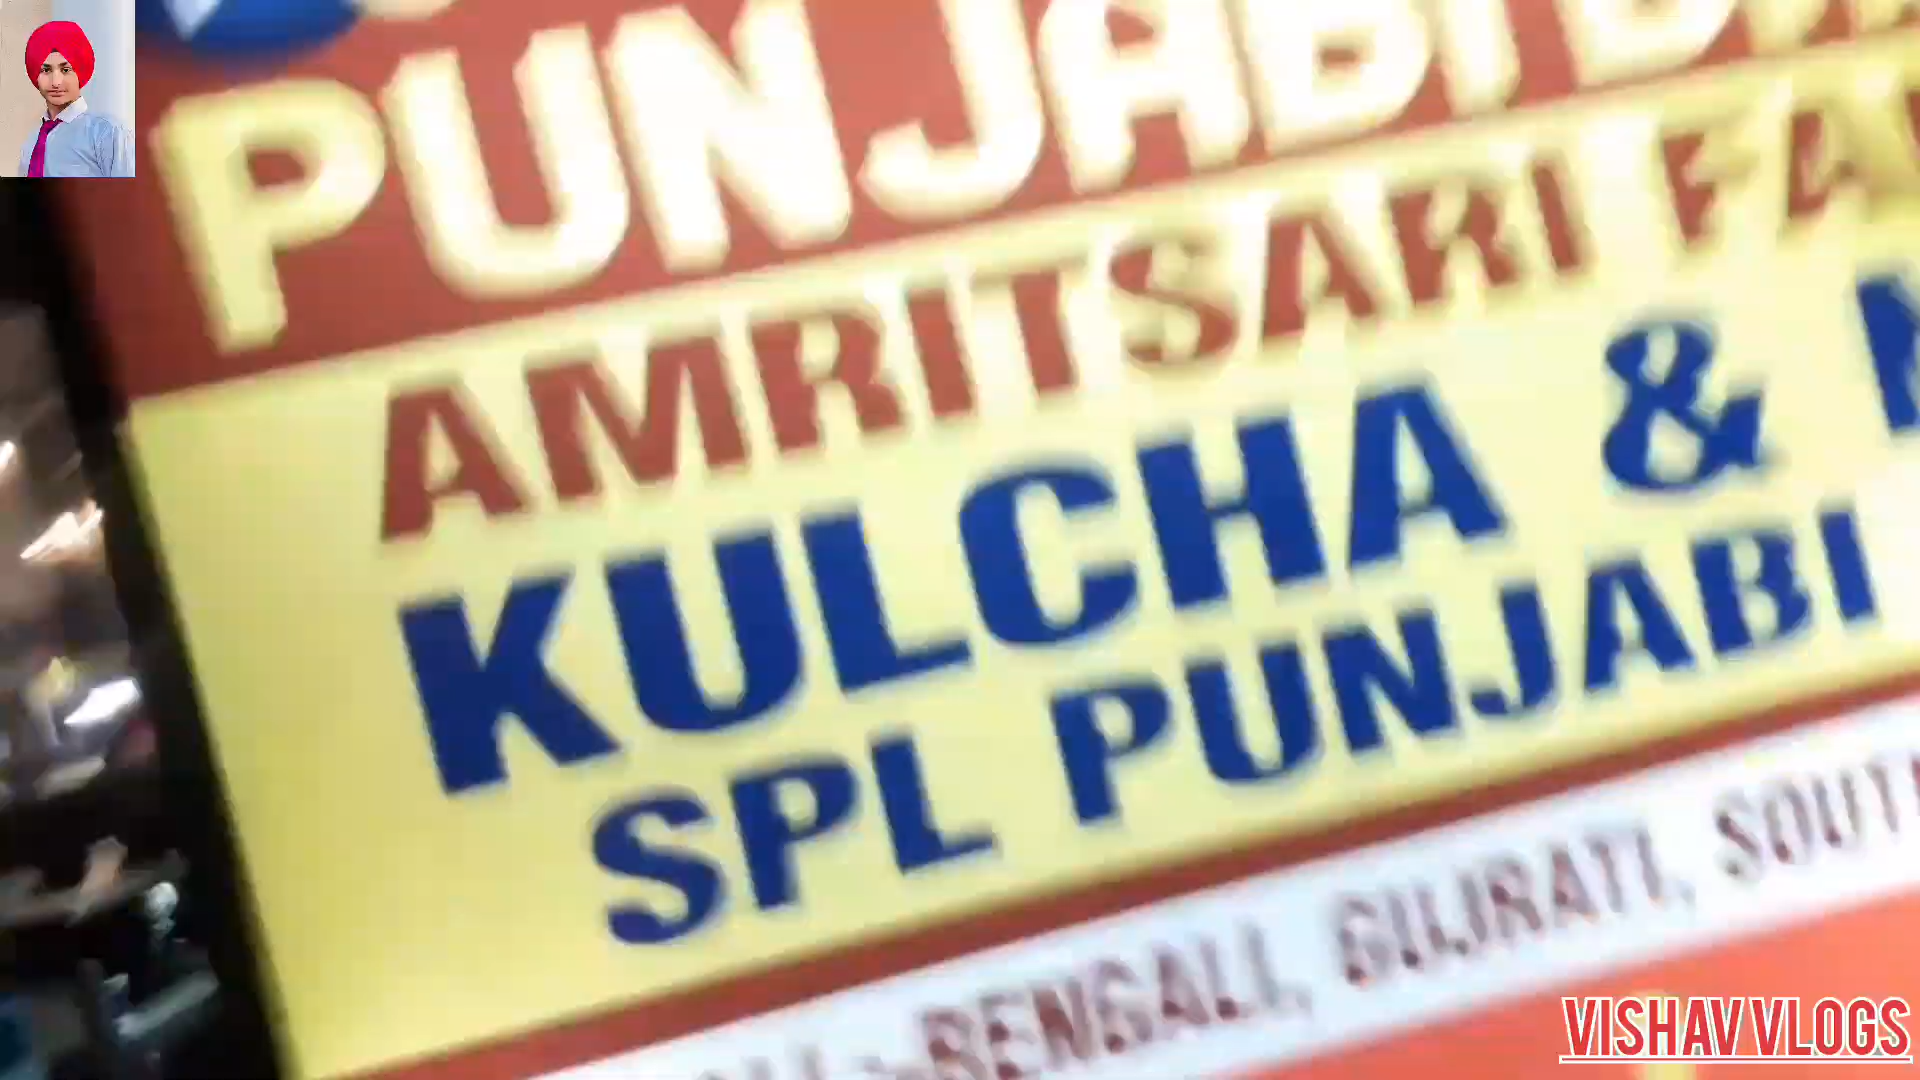 PUNJABI
AMRITSARI
KULCHA &
SPL PUNJABI
BENGALI, GUJRATI,
VISHAV VLOGS